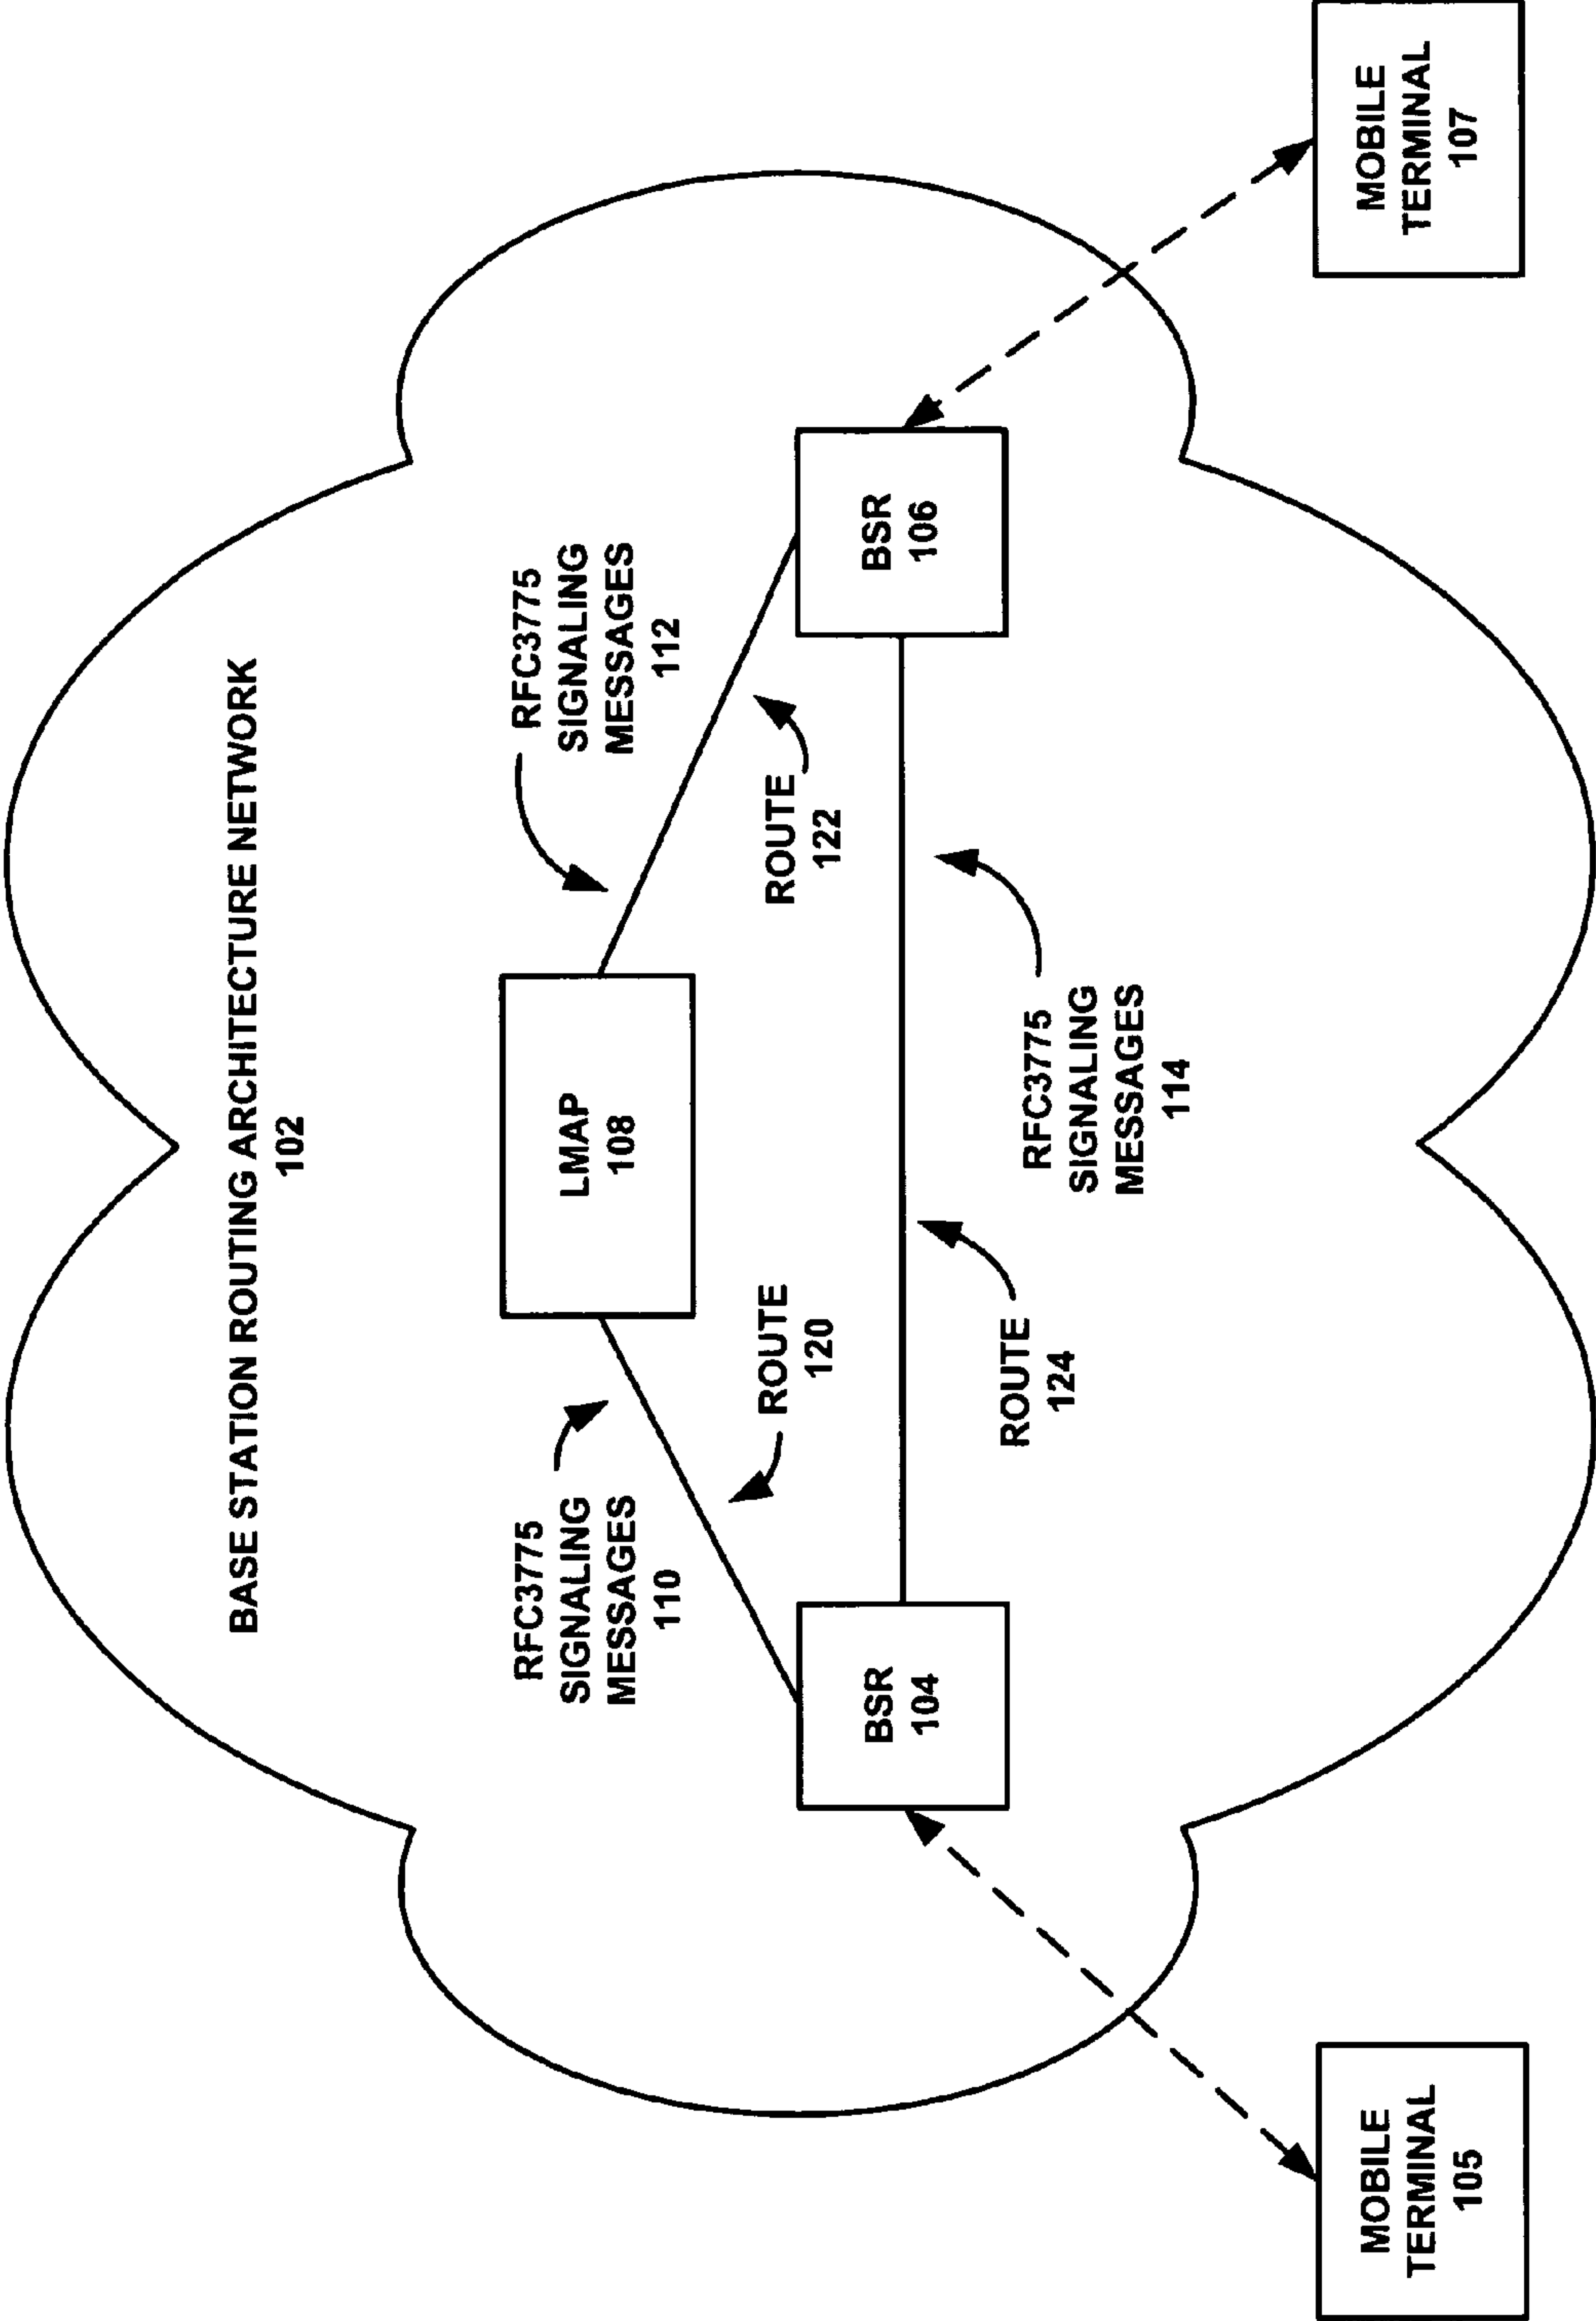 BASE STATION ROUTING ARCHITECTURE NETWORK
102
RFC3775
SIGNALING
MESSAGES
110
LMAP
108
RFC3775
SIGNALING
MESSAGES
112
ROUTE
120
ROUTE
122
BSR
104
BSR
106
ROUTE
124
RFC3775
SIGNALING
MESSAGES
114
MOBILE
TERMINAL
105
MOBILE
TERMINAL
107